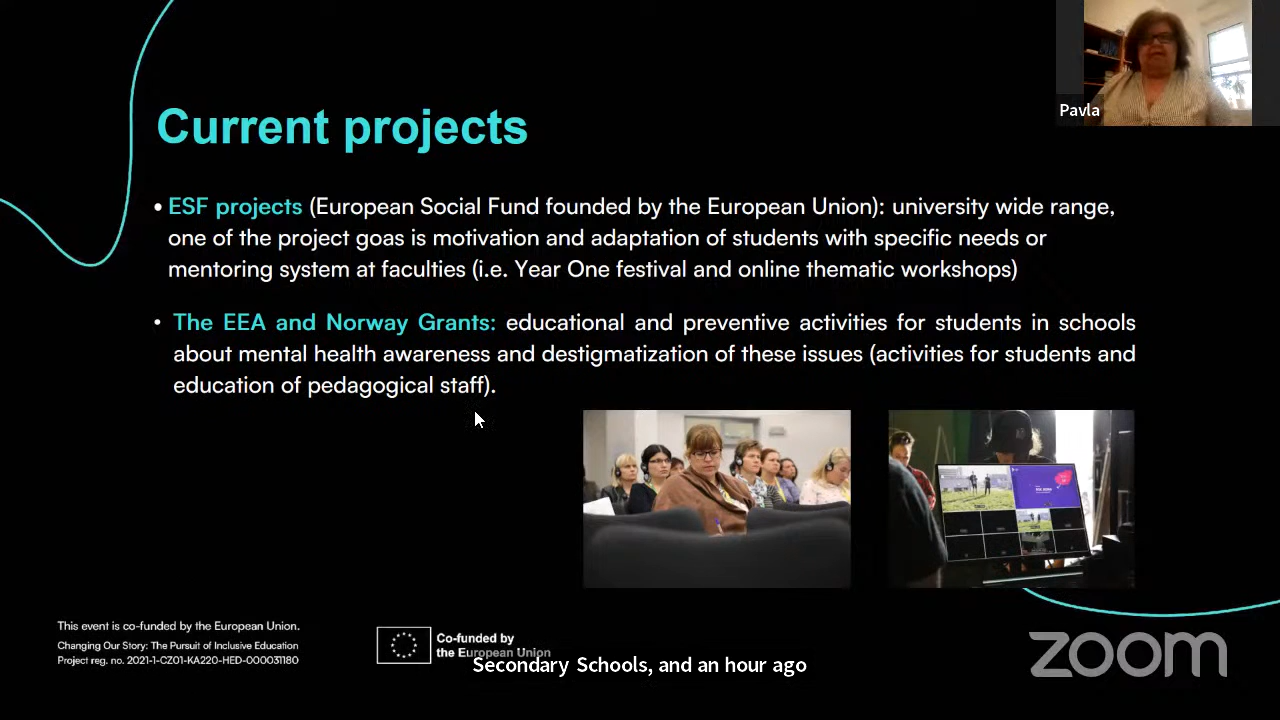 Pavla
Current projects
• ESF projects (European Social Fund founded by the European Union): university wide range,
one of the project goas is motivation and adaptation of students with specific needs or
mentoring system at faculties (i.e. Year One festival and online thematic workshops)
• The EEA and Norway Grants: educational and preventive activities for students in schools
about mental health awareness and destigmatization of these issues (activities for students and
education of pedagogical staff).
This event is co-funded by the European Union.
Changing Our Story: The Pursuit of Inclusive Education
Project reg. no. 2021-1-CZ01-KA220-HED-000031180
Co-funded by
the European Union
Secondary Schools, and an hour ago
zoom